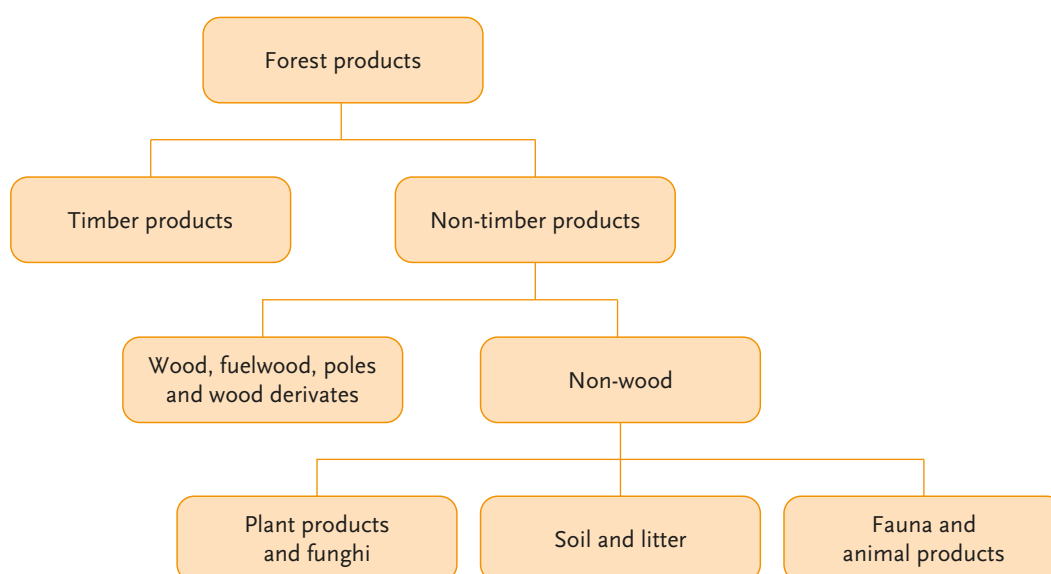 Forest products
Timber products
Non-timber products
Wood, fuelwood, poles
and wood derivates
Non-wood
Plant products
and funghi
Soil and litter
Fauna and
animal products